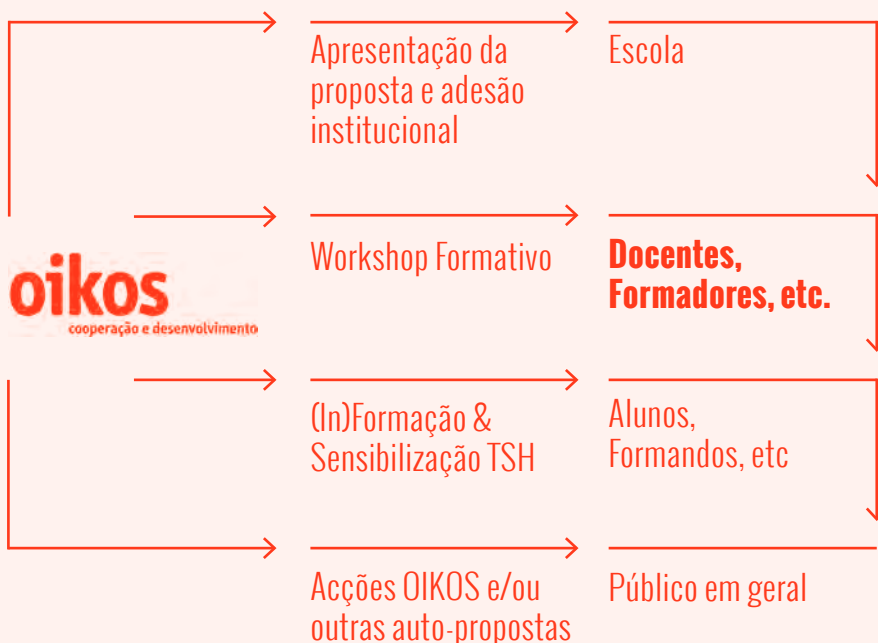 Apresentação da
proposta e adesão
institucional
Escola
Workshop Formativo
Docentes,
Formadores, etc.
oikos
cooperação e desenvolvimento
(In)Formação &
Sensibilização TSH
Alunos,
Formandos, etc
Acções OIKOS e/ou
outras auto-propostas
Público em geral